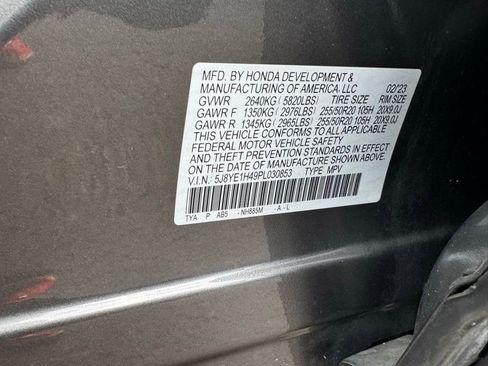 MFD. BY HONDA DEVELOPMENT &
MANUFACTURING OF AMERICA, LLC 02/23
GVWR 2640KG (5820LBS) TIRE SIZE RIM SIZE
GAWR F 1350KG (2976LBS) 255/50R20 105H 20X9.0J
GAWR R 1345KG (2965LBS) 255/50R20 105H 20X9.0J
THIS VEHICLE CONFORMS TO ALL APPLICABLE
FEDERAL MOTOR VEHICLE SAFETY, BUMPER AND
THEFT PREVENTION STANDARDS IN EFFECT
ON THE DATE OF MANUFACTURE SHOWN ABOVE.
V.I.N.: 5J8YE1H49PL030853 TYPE: MPV
TYA P AB5 - NH885M - A - L